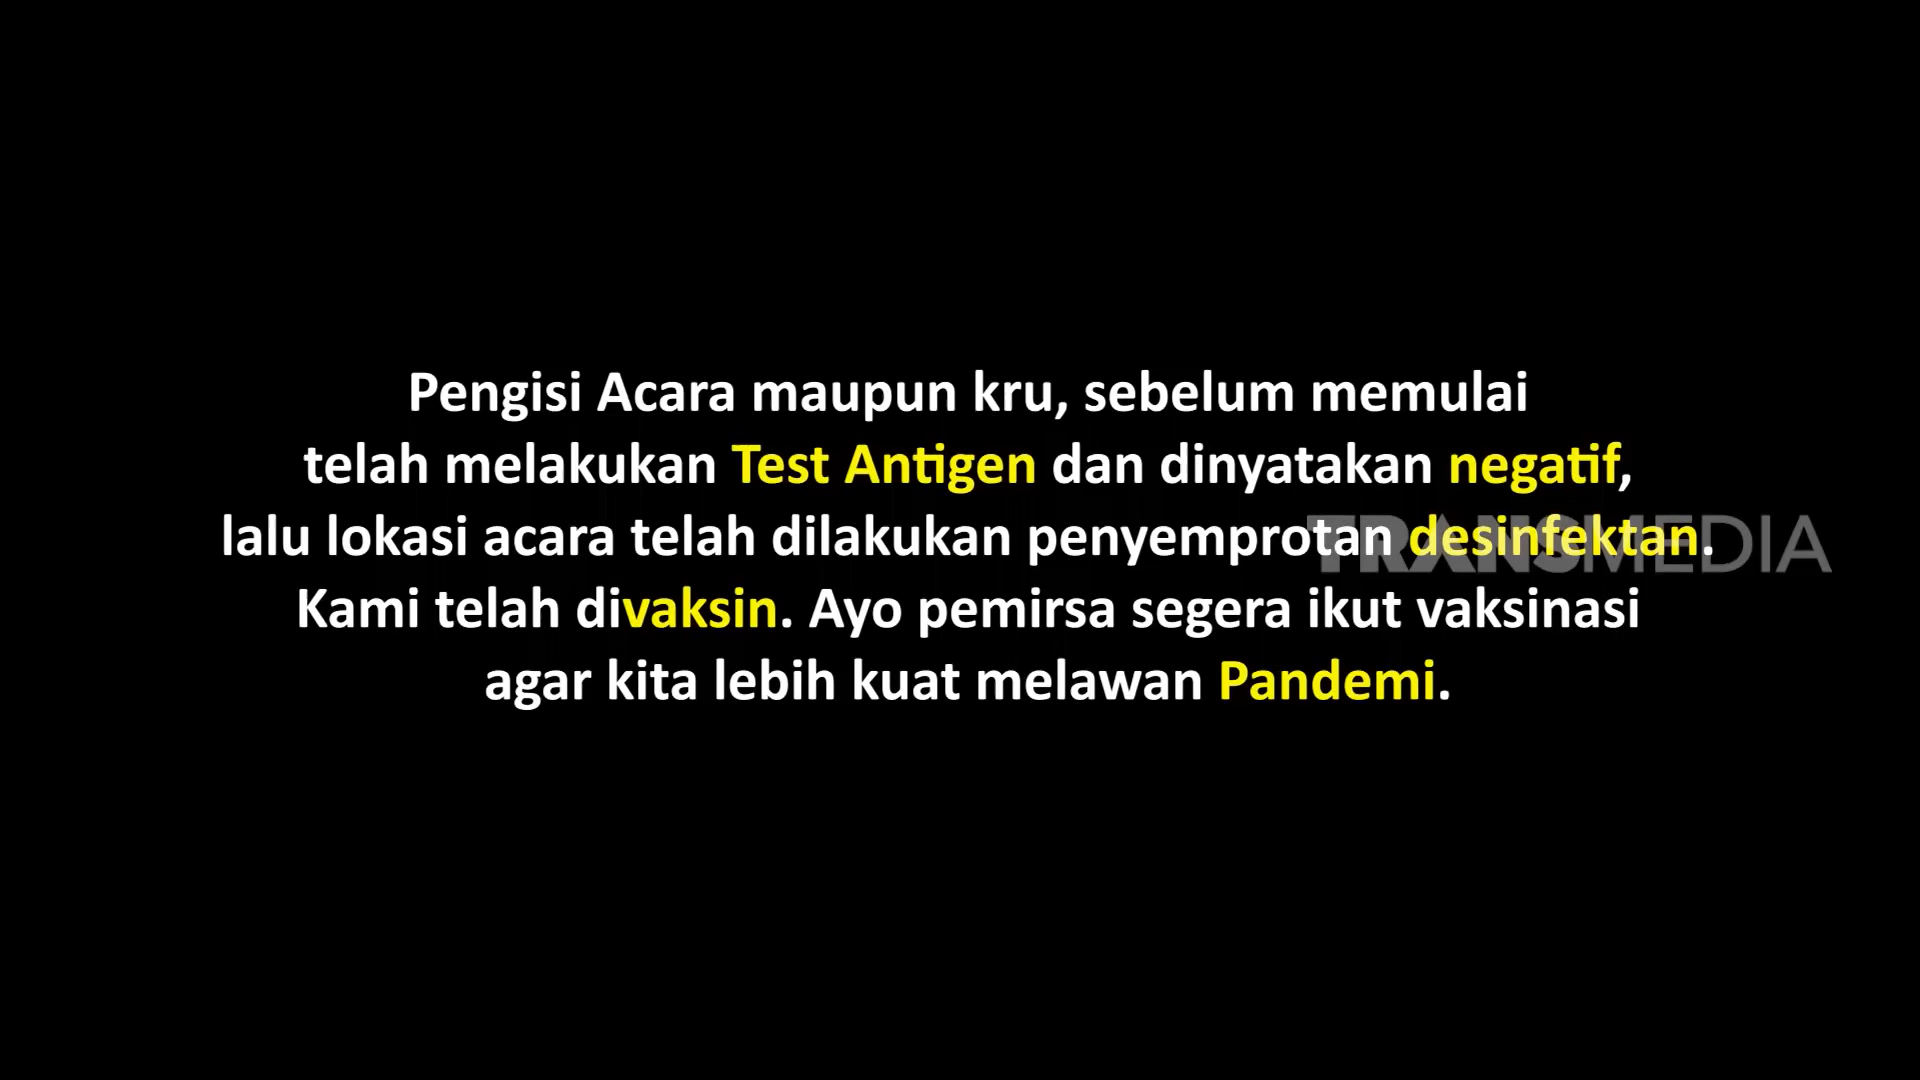 Pengisi Acara maupun kru, sebelum memulai
telah melakukan Test Antigen dan dinyatakan negatif,
lalu lokasi acara telah dilakukan penyemprotan desinfektan.
TRANSMEDIA
Kami telah divaksin. Ayo pemirsa segera ikut vaksinasi
agar kita lebih kuat melawan Pandemi.